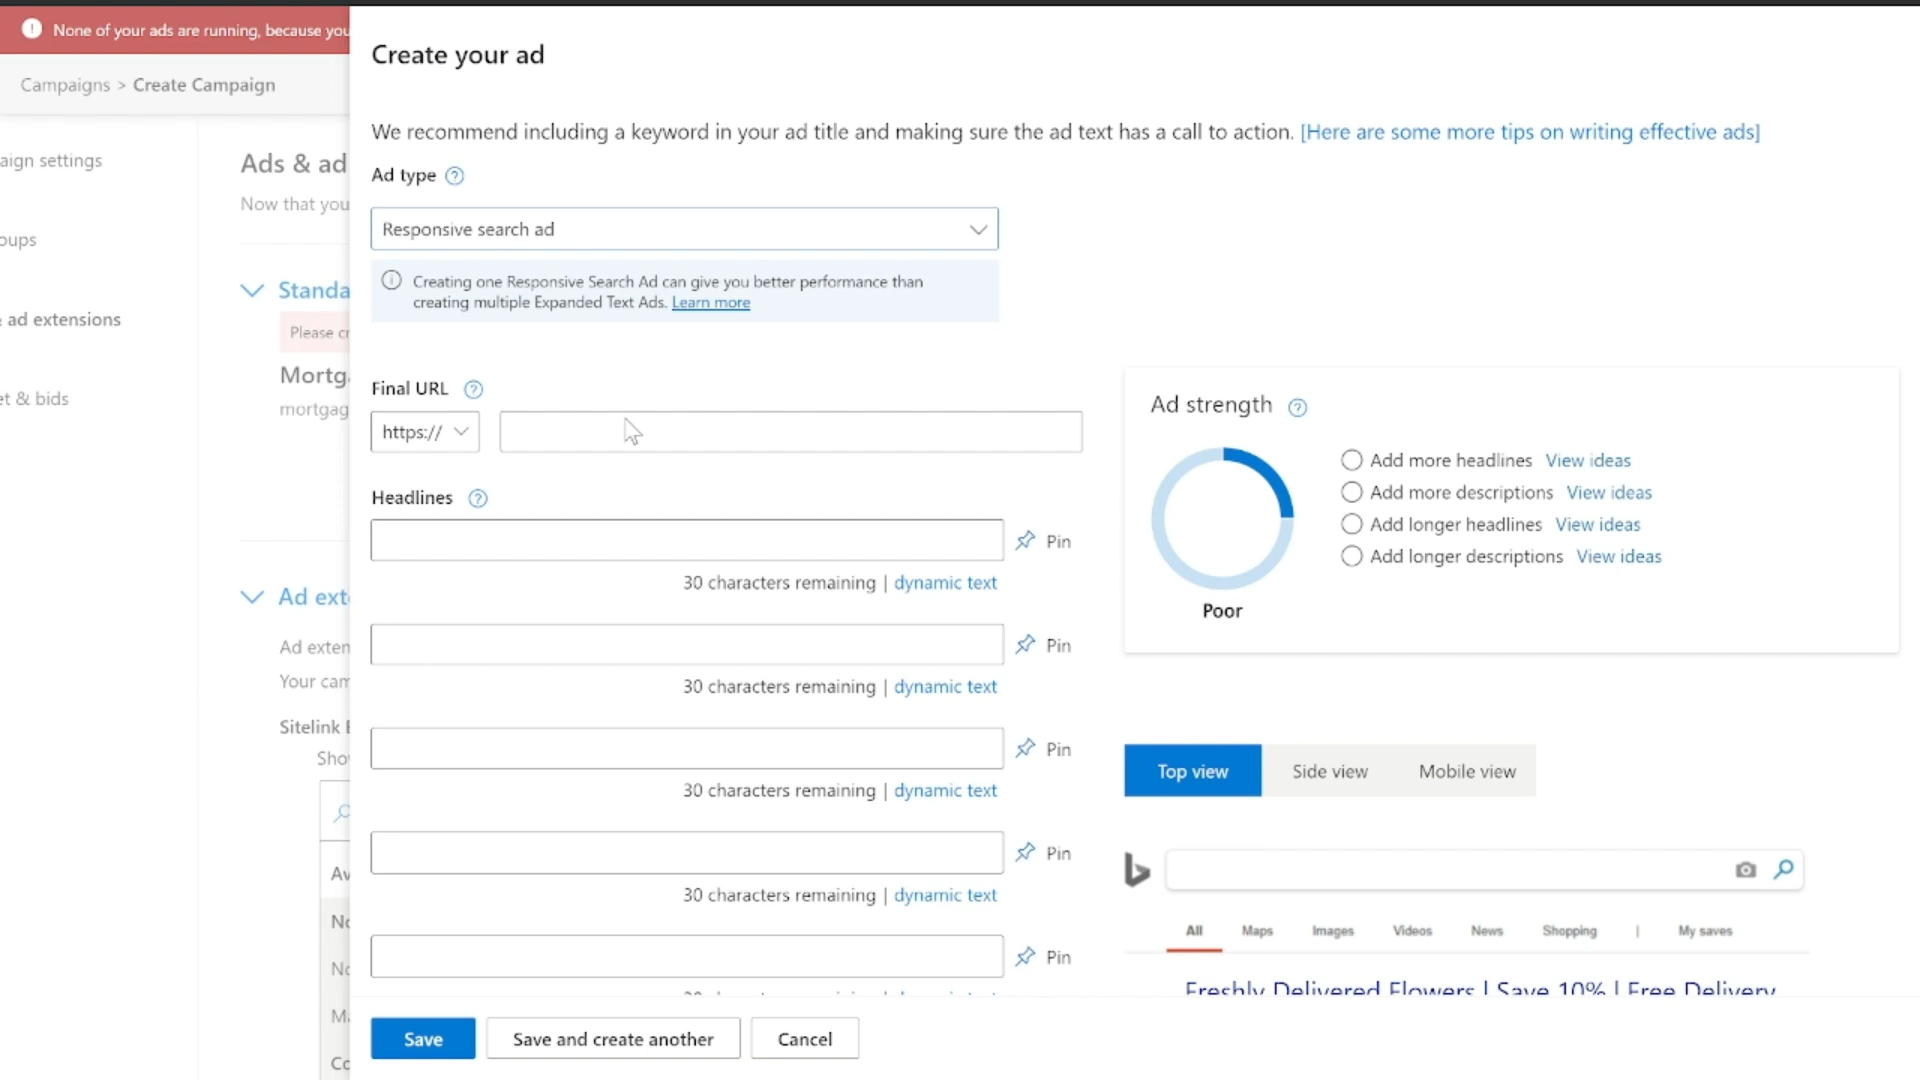 None of your ads are running, because you
Create your ad
Campaigns > Create Campaign
We recommend including a keyword in your ad title and making sure the ad text has a call to action. [Here are some more tips on writing effective ads]
aign settings
Ads & ad
Ad type
Now that you
Responsive search ad
oups
Creating one Responsive Search Ad can give you better performance than
creating multiple Expanded Text Ads. Learn more
Standa
ad extensions
Please cr
Mortg
mortgag
et & bids
Final URL
https://
Headlines
Pin
30 characters remaining | dynamic text
Pin
30 characters remaining | dynamic text
Pin
30 characters remaining | dynamic text
Pin
30 characters remaining | dynamic text
Pin
Ad ext
Ad exten
Your cam
Sitelink E
Sho
Av
No
No
Ma
Co
Ad strength
Poor
Add more headlines View ideas
Add more descriptions View ideas
Add longer headlines View ideas
Add longer descriptions View ideas
Top view Side view Mobile view
All Maps Images Videos News Shopping | My saves
Freshly Delivered Flowers | Save 10% | Free Delivery
Save Save and create another Cancel